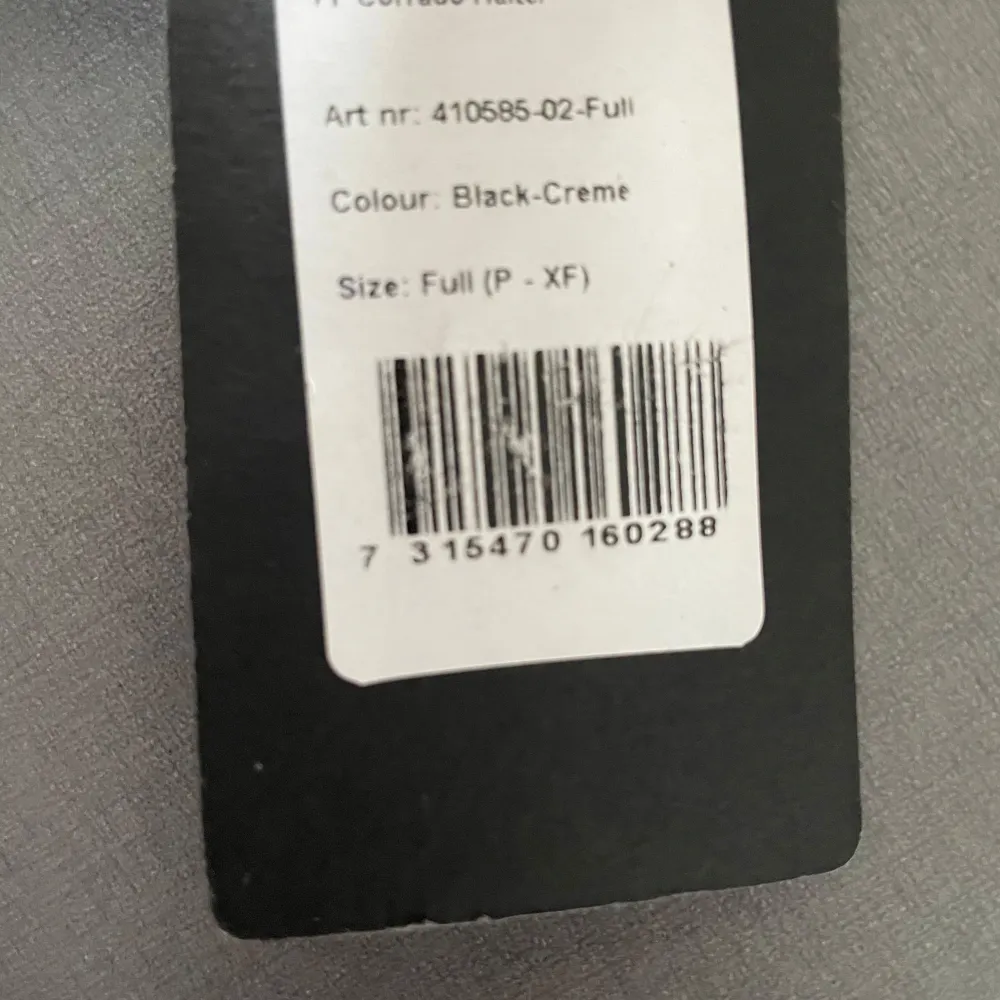 Art nr: 410585-02-Full
Colour: Black-Creme
Size: Full (P - XF)
7 315470 160288